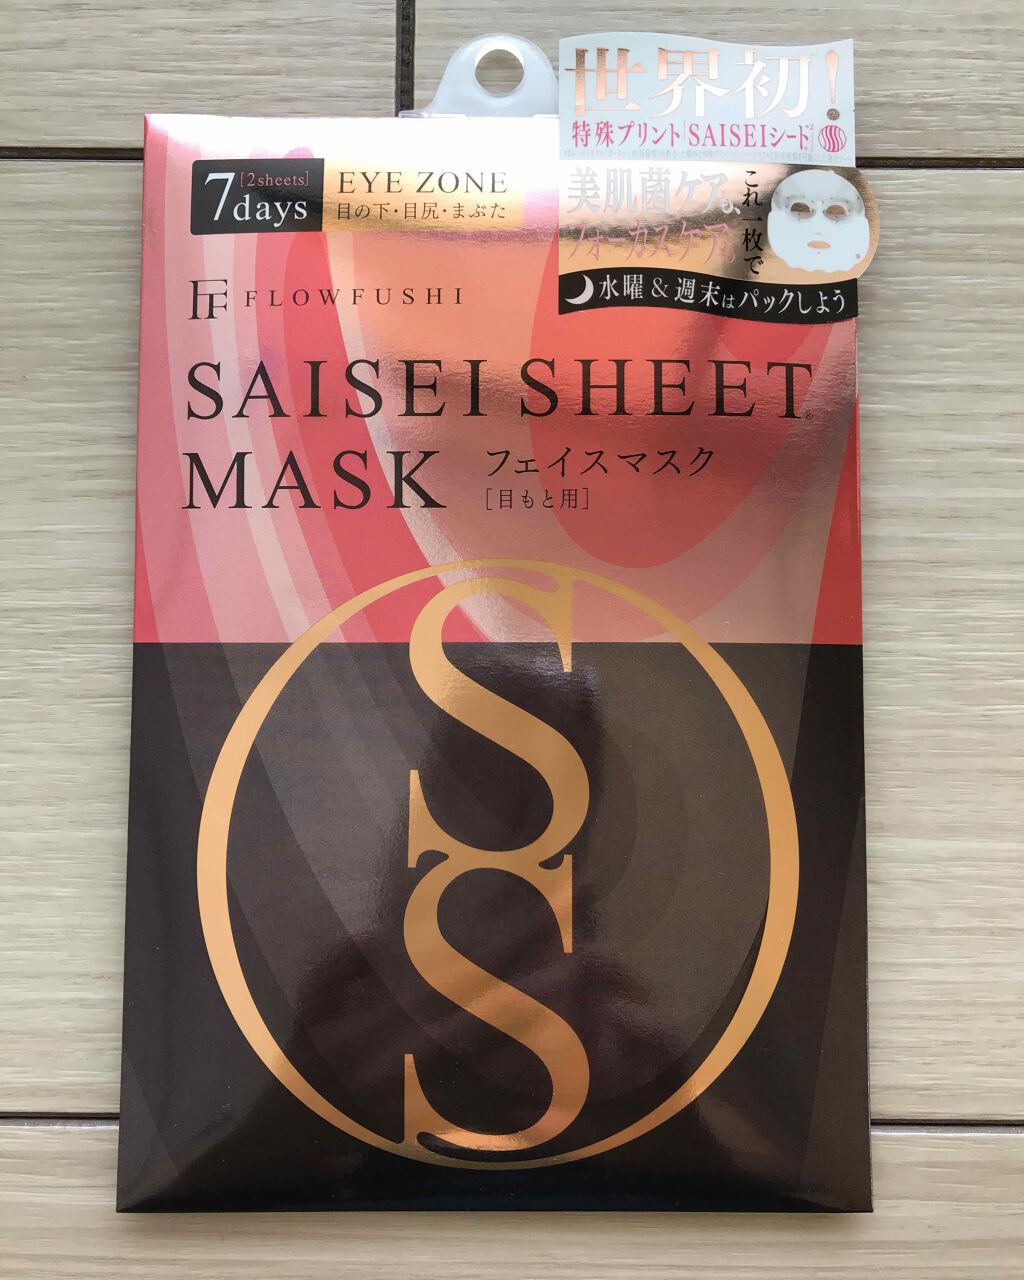 世界初!
特殊プリント「SAISEIシード」
美肌菌ケアも、
フォーカスケアも。
これ一枚で
水曜&週末はパックしよう
7days [2sheets]
EYE ZONE
目の下・目尻・まぶた
FLOWFUSHI
SAISEI SHEET®
MASK フェイスマスク
[目もと用]
SS